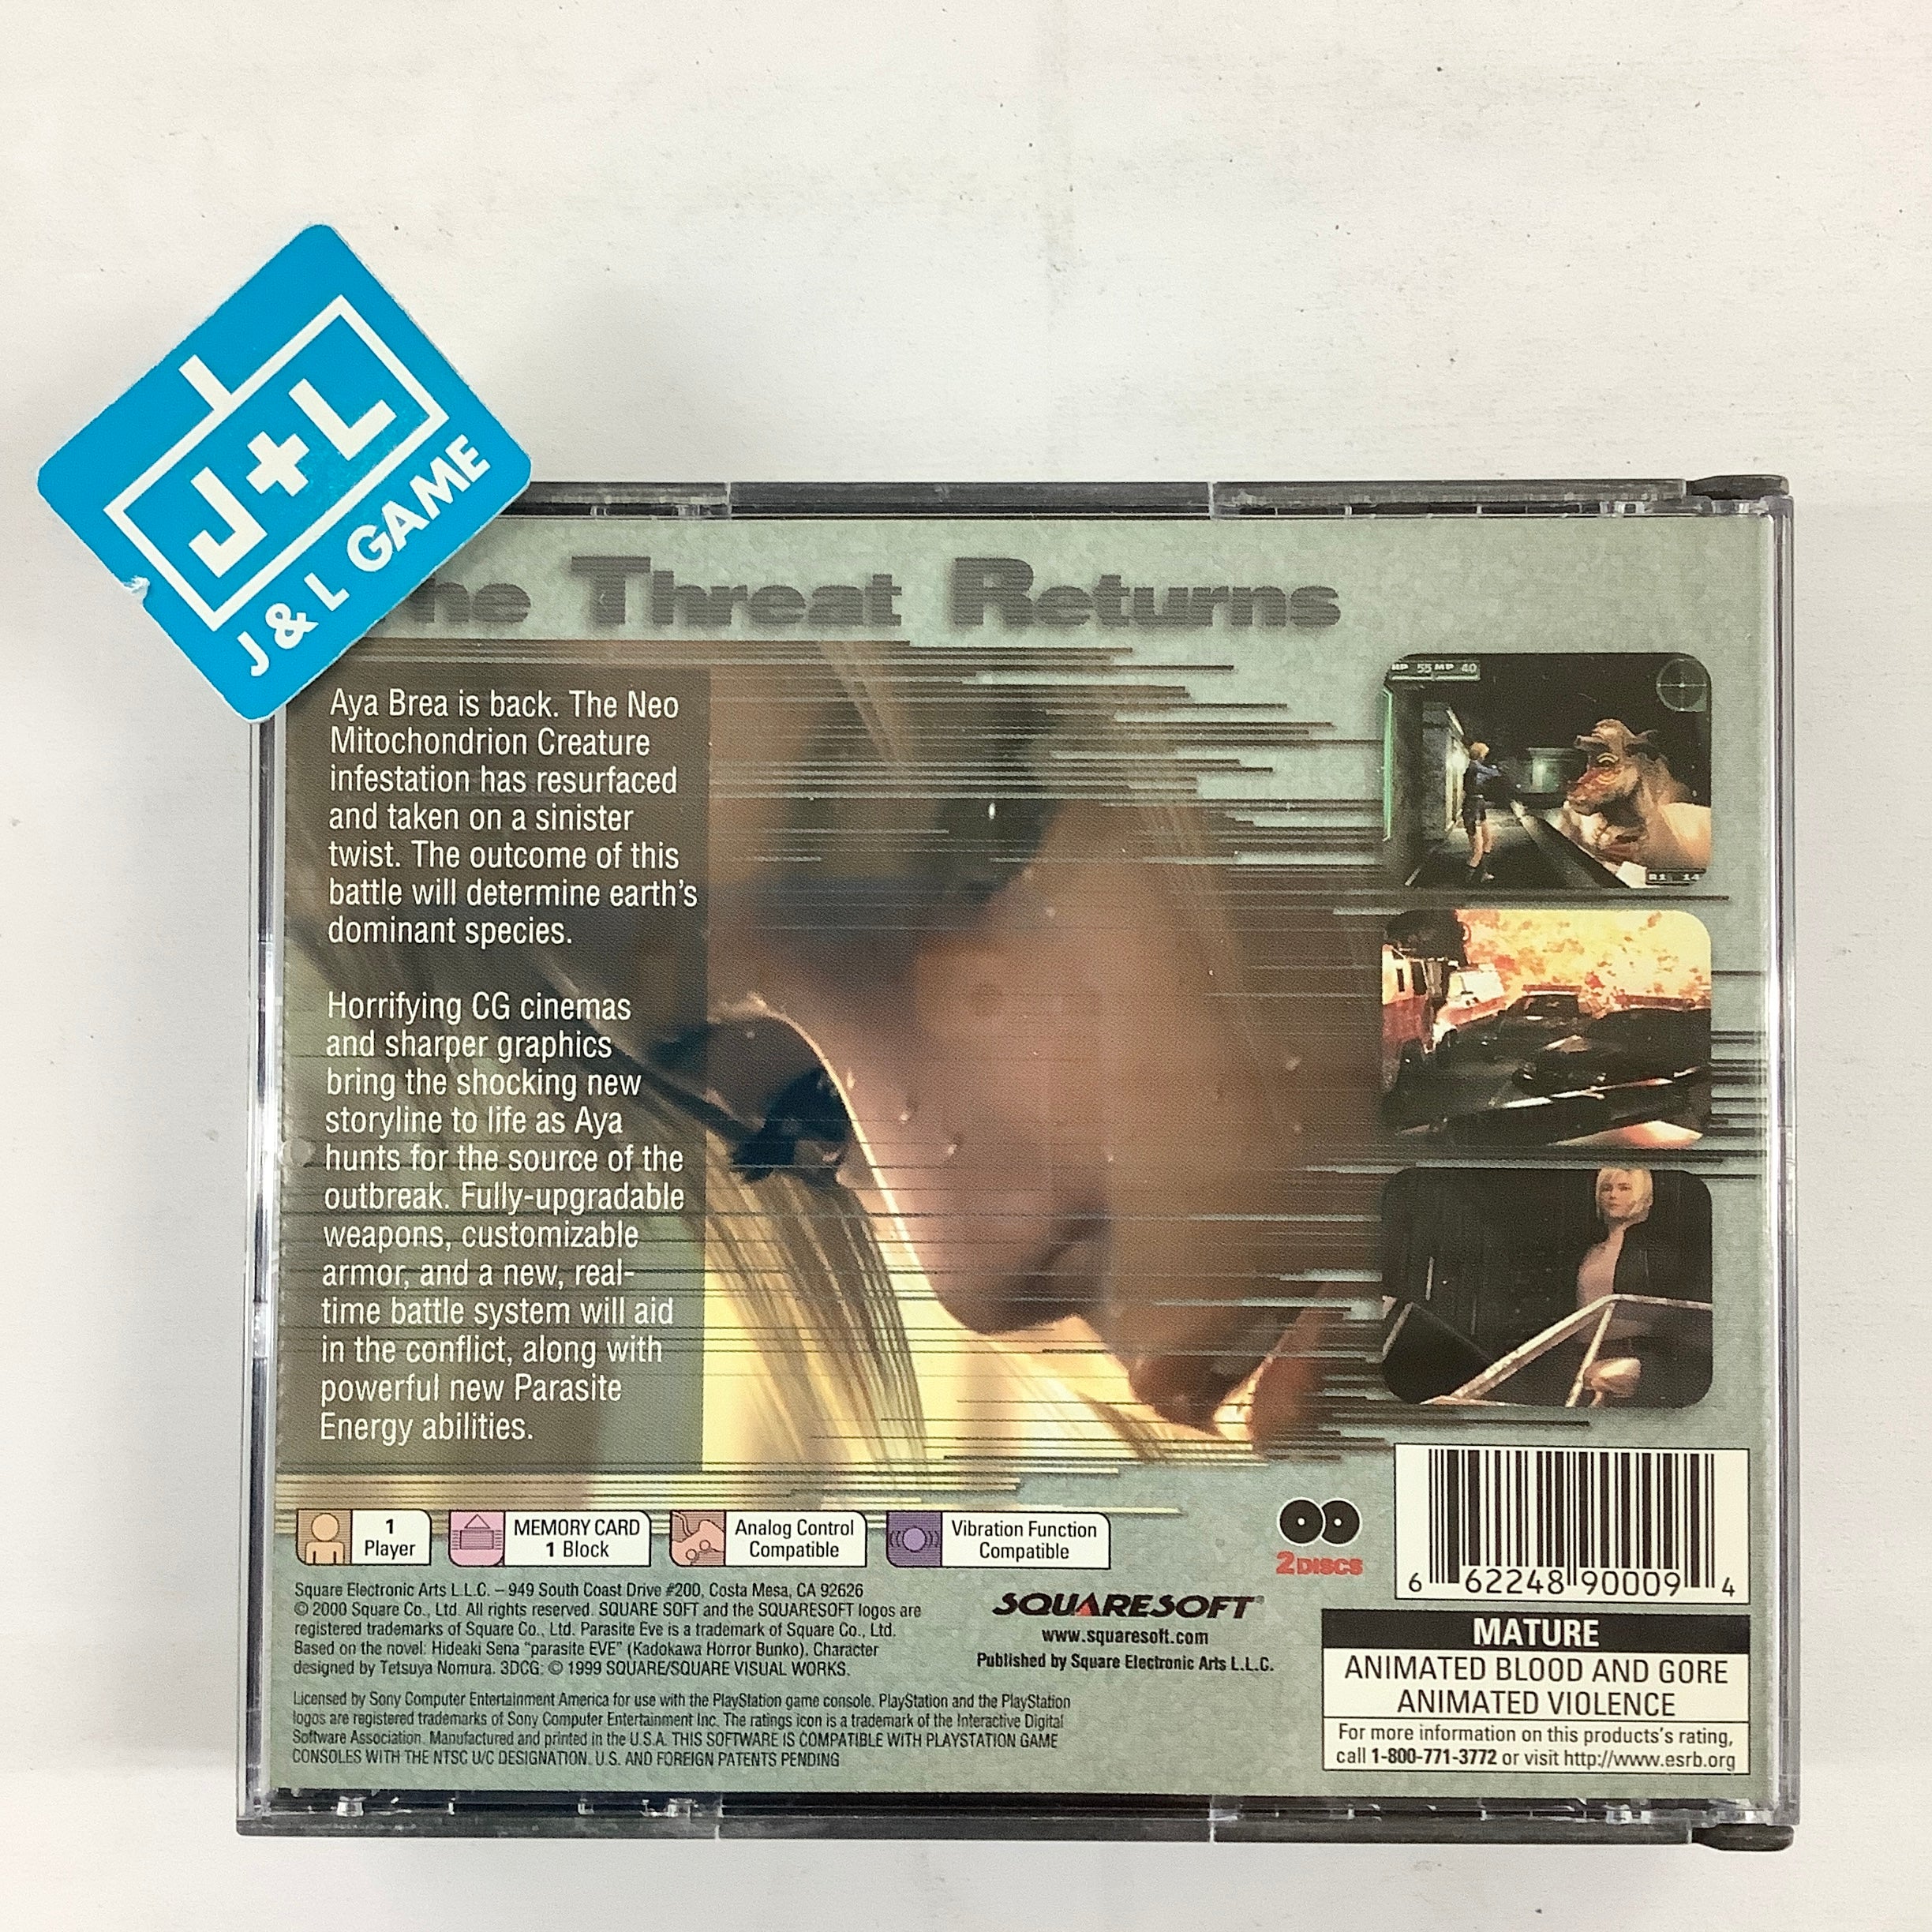 J+L
J & L GAME
he Threat Returns
Aya Brea is back. The Neo
Mitochondrion Creature
infestation has resurfaced
and taken on a sinister
twist. The outcome of this
battle will determine earth's
dominant species.
Horrifying CG cinemas
and sharper graphics
bring the shocking new
storyline to life as Aya
hunts for the source of the
outbreak. Fully-upgradable
weapons, customizable
armor, and a new, real-
time battle system will aid
in the conflict, along with
powerful new Parasite
Energy abilities.
HP 55 MP 40
1
Player
MEMORY CARD
1 Block
Analog Control
Compatible
Vibration Function
Compatible
2 DISCS
6 62248 90009 4
Square Electronic Arts L.L.C. – 949 South Coast Drive #200, Costa Mesa, CA 92626
© 2000 Square Co., Ltd. All rights reserved. SQUARE SOFT and the SQUARESOFT logos are
registered trademarks of Square Co., Ltd. Parasite Eve is a trademark of Square Co., Ltd.
Based on the novel: Hideaki Sena "parasite EVE" (Kadokawa Horror Bunko). Character
designed by Tetsuya Nomura. 3DCG: © 1999 SQUARE/SQUARE VISUAL WORKS.
Licensed by Sony Computer Entertainment America for use with the PlayStation game console. PlayStation and the PlayStation
logos are registered trademarks of Sony Computer Entertainment Inc. The ratings icon is a trademark of the Interactive Digital
Software Association. Manufactured and printed in the U.S.A. THIS SOFTWARE IS COMPATIBLE WITH PLAYSTATION GAME
CONSOLES WITH THE NTSC U/C DESIGNATION. U.S. AND FOREIGN PATENTS PENDING
SQUARESOFT®
www.squaresoft.com
Published by Square Electronic Arts L.L.C.
MATURE
ANIMATED BLOOD AND GORE
ANIMATED VIOLENCE
For more information on this products's rating,
call 1-800-771-3772 or visit http://www.esrb.org